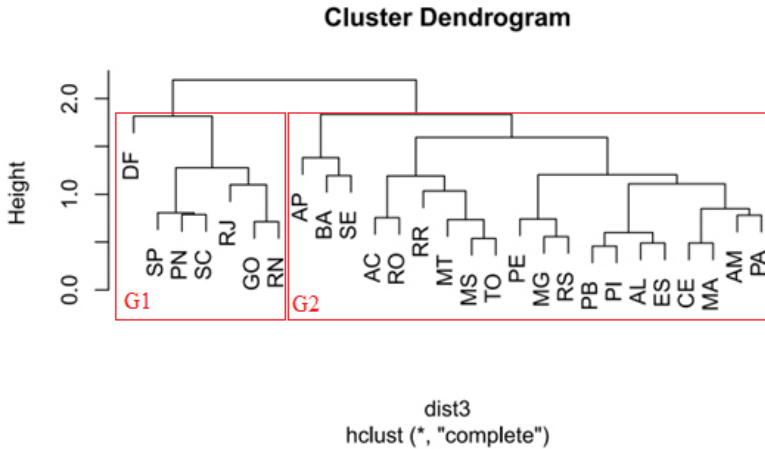 Cluster Dendrogram
Height
2.0
1.0
0.0
DF
SP
PN
SC
RJ
GO
RN
AP
BA
SE
AC
RO
RR
MT
MS
TO
PE
MG
RS
PB
PI
AL
ES
CE
MA
AM
PA
G1
G2
dist3
hclust (*, "complete")